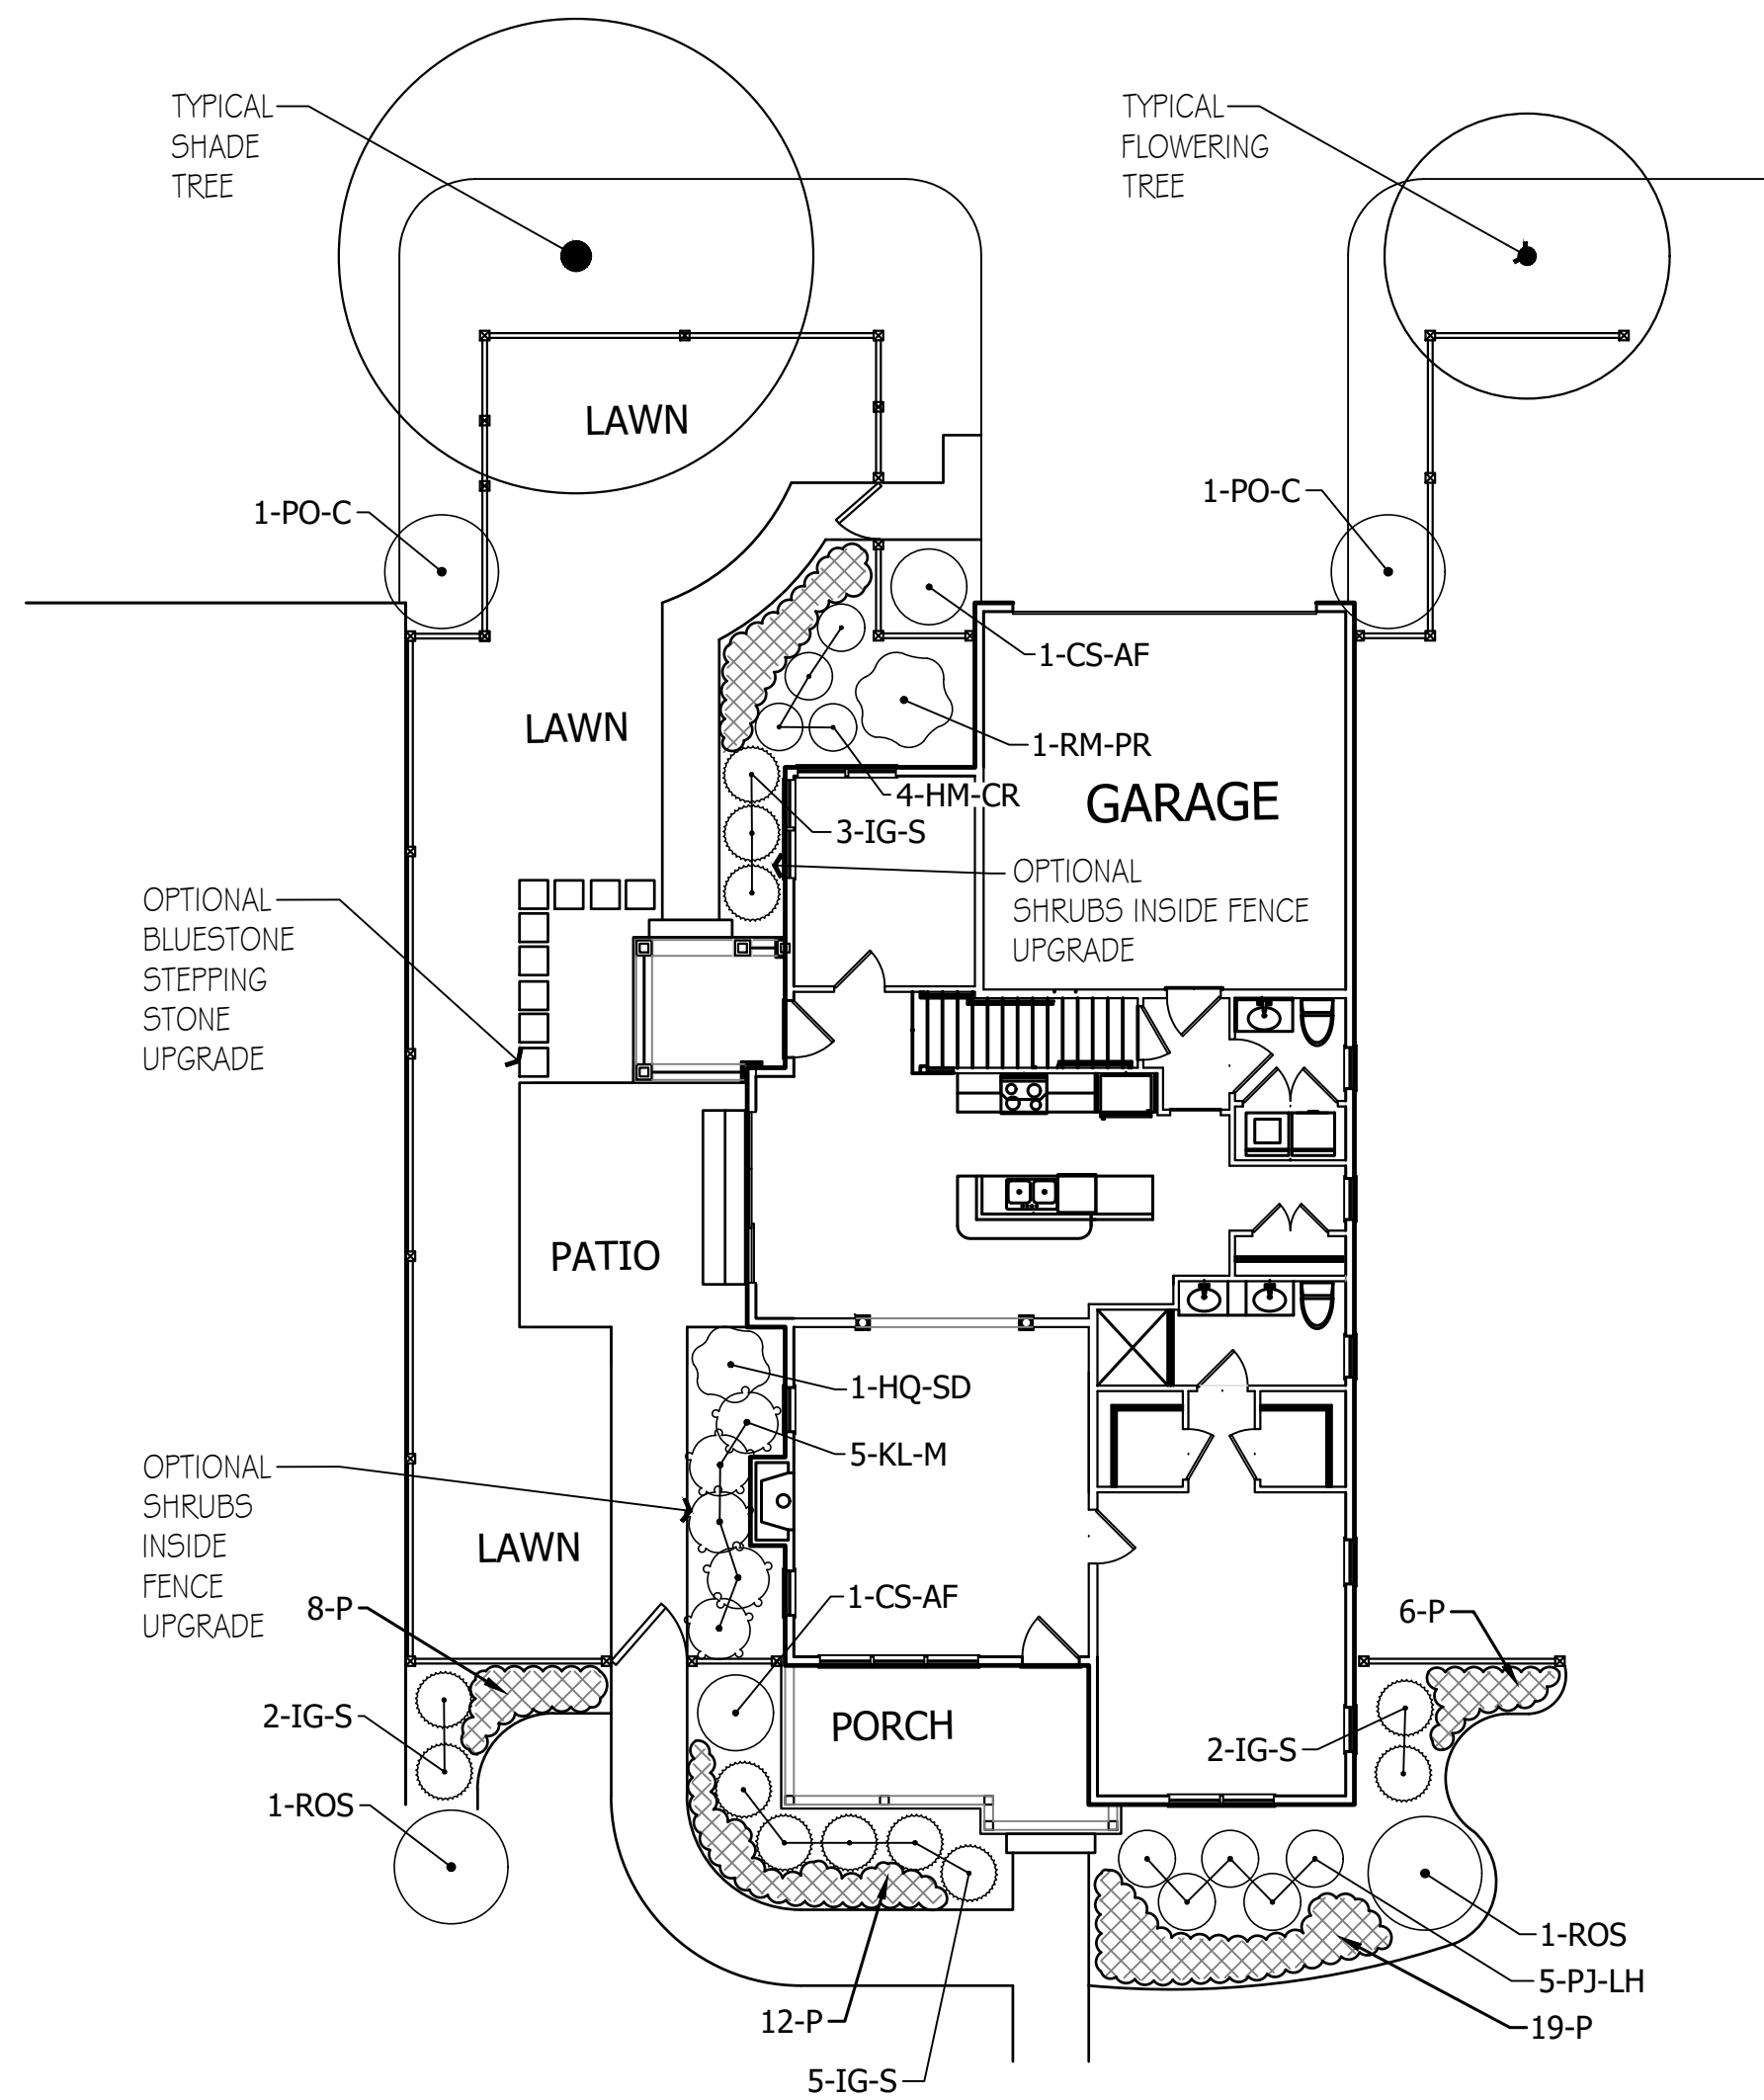 TYPICAL
SHADE
TREE
TYPICAL
FLOWERING
TREE
LAWN
1-PO-C
1-PO-C
1-CS-AF
LAWN
1-RM-PR
4-HM-CR
GARAGE
3-IG-S
OPTIONAL
SHRUBS INSIDE FENCE
UPGRADE
OPTIONAL
BLUESTONE
STEPPING
STONE
UPGRADE
PATIO
1-HQ-SD
5-KL-M
OPTIONAL
SHRUBS
INSIDE
FENCE
UPGRADE
LAWN
1-CS-AF
8-P
6-P
2-IG-S
PORCH
2-IG-S
1-ROS
1-ROS
5-PJ-LH
12-P
19-P
5-IG-S